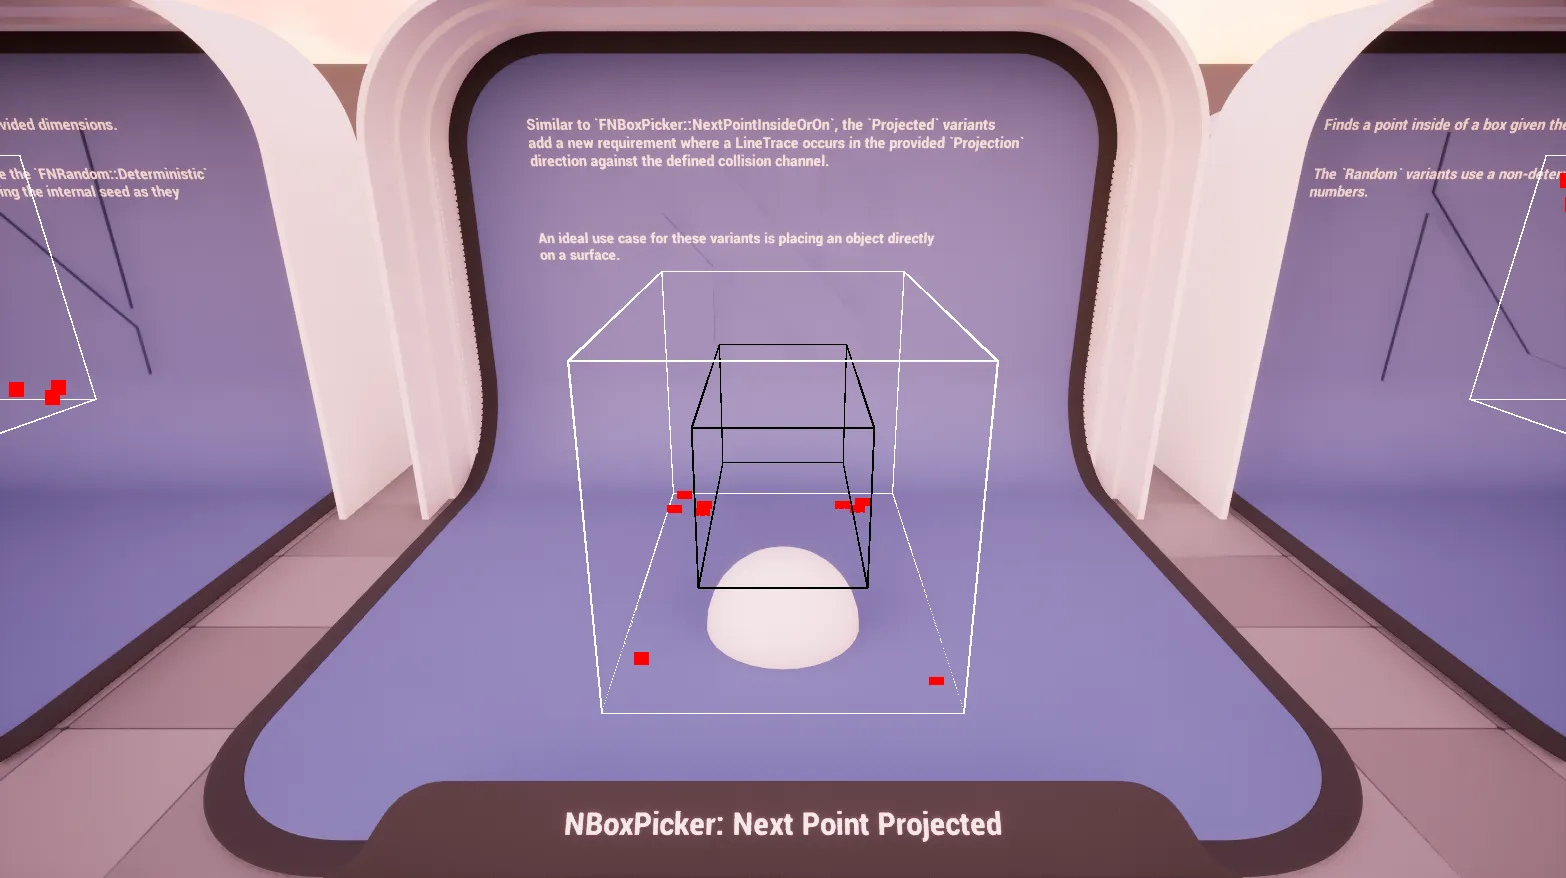 vided dimensions.
e the `FNRandom::Deterministic`
ing the internal seed as they
Similar to `FNBoxPicker::NextPointInsideOrOn`, the `Projected` variants
add a new requirement where a LineTrace occurs in the provided `Projection`
direction against the defined collision channel.
An ideal use case for these variants is placing an object directly
on a surface.
Finds a point inside of a box given the
The `Random` variants use a non-deter
numbers.
NBoxPicker: Next Point Projected